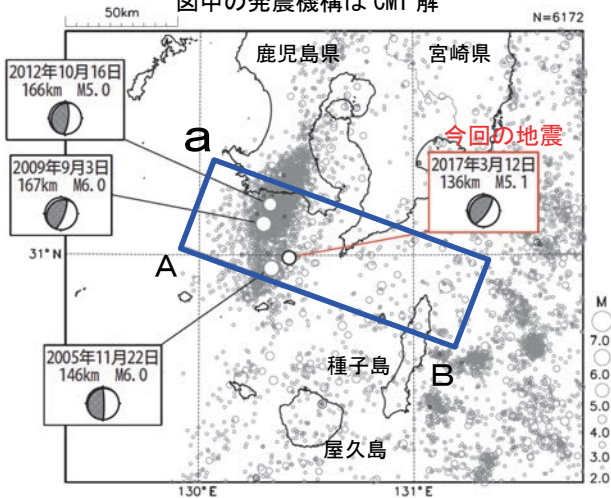 図中の発震機構は CMT 解
50km
N=6172
鹿児島県
宮崎県
2012年10月16日
166km M5.0
今回の地震
a
2017年3月12日
136km M5.1
2009年9月3日
167km M6.0
31°N
A
M
7.0
6.0
5.0
4.0
3.0
2.0
2005年11月22日
146km M6.0
種子島
B
屋久島
130°E
131°E